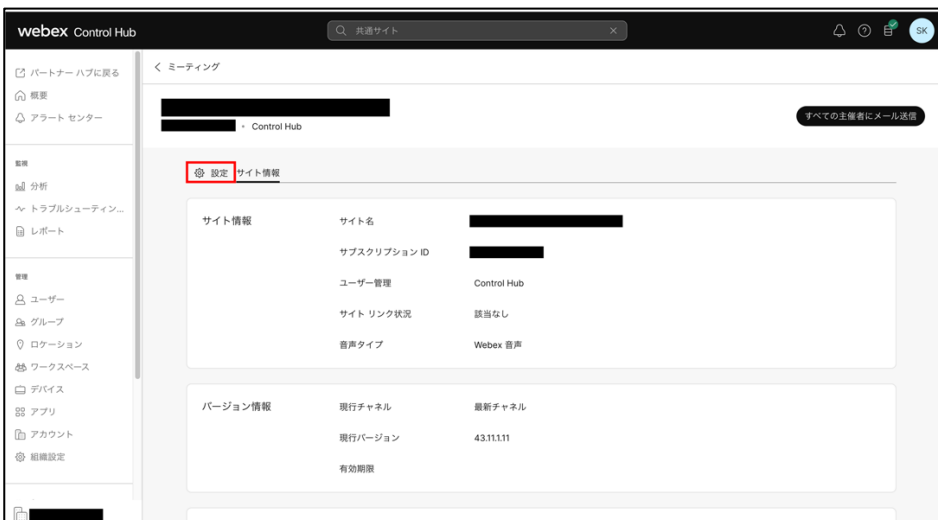 webex Control Hub
共通サイト
SK
パートナー ハブに戻る
概要
アラート センター
監視
分析
トラブルシューティン...
レポート
管理
ユーザー
グループ
ロケーション
ワークスペース
デバイス
アプリ
アカウント
組織設定
ミーティング
• Control Hub
すべての主催者にメール送信
設定 サイト情報
サイト情報 サイト名
サブスクリプション ID
ユーザー管理 Control Hub
サイト リンク状況 該当なし
音声タイプ Webex 音声
バージョン情報 現行チャネル 最新チャネル
現行バージョン 43.11.1.11
有効期限